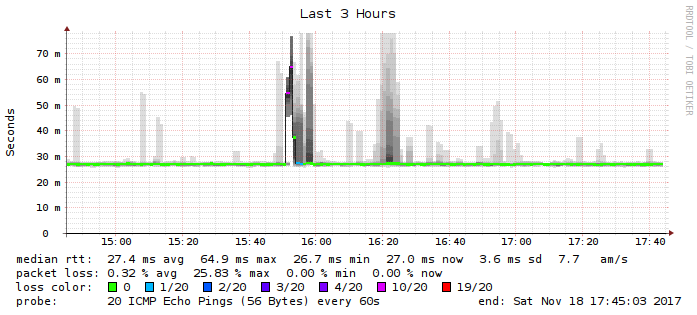 Last 3 Hours
RRDTOOL / TOBI OETIKER
Seconds
70 m
60 m
50 m
40 m
30 m
20 m
10 m
0
15:00 15:20 15:40 16:00 16:20 16:40 17:00 17:20 17:40
median rtt: 27.4 ms avg 64.9 ms max 26.7 ms min 27.0 ms now 3.6 ms sd 7.7 am/s
packet loss: 0.32 % avg 25.83 % max 0.00 % min 0.00 % now
loss color: 0 1/20 2/20 3/20 4/20 10/20 19/20
probe: 20 ICMP Echo Pings (56 Bytes) every 60s end: Sat Nov 18 17:45:03 2017